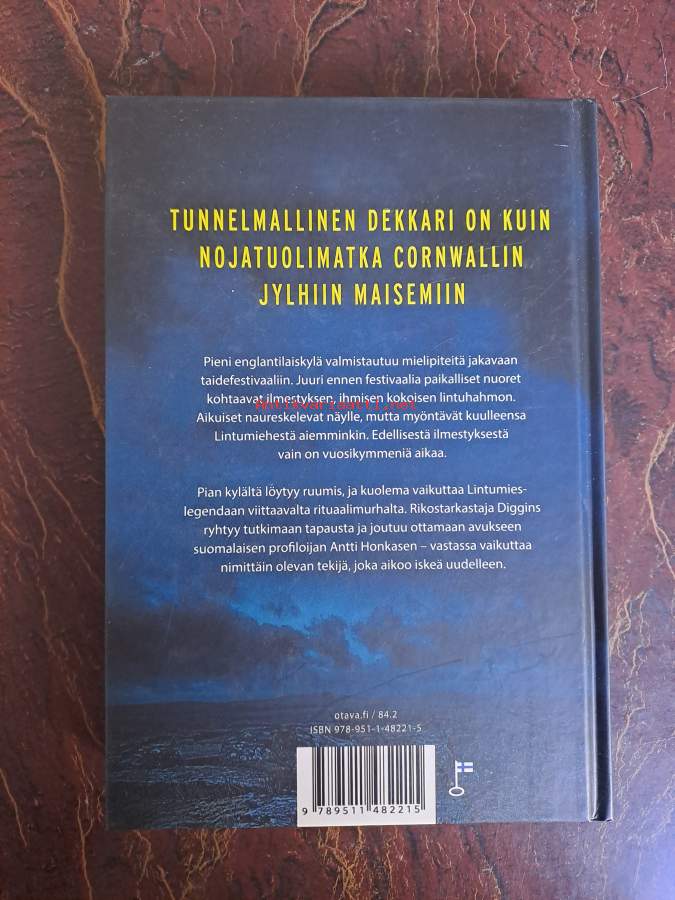 TUNNELMALLINEN DEKKARI ON KUIN
NOJATUOLIMATKA CORNWALLIN
JYLHIIN MAISEMIIN
Pieni englantilaiskylä valmistautuu mielipiteitä jakavaan
taidefestivaaliin. Juuri ennen festivaalia paikalliset nuoret
kohtaavat ilmestyksen, ihmisen kokoisen lintuhahmon.
Antikvariaatti.net
Aikuiset naureskelevat näylle, mutta myöntävät kuulleensa
Lintumiehestä aiemminkin. Edellisestä ilmestyksestä
vain on vuosikymmeniä aikaa.
Pian kylältä löytyy ruumis, ja kuolema vaikuttaa Lintumies-
legendaan viittaavalta rituaalimurhalta. Rikostarkastaja Diggins
ryhtyy tutkimaan tapausta ja joutuu ottamaan avukseen
suomalaisen profiloijan Antti Honkasen – vastassa vaikuttaa
nimittäin olevan tekijä, joka aikoo iskeä uudelleen.
otava.fi / 84.2
ISBN 978-951-1-48221-5
9 789511 482215